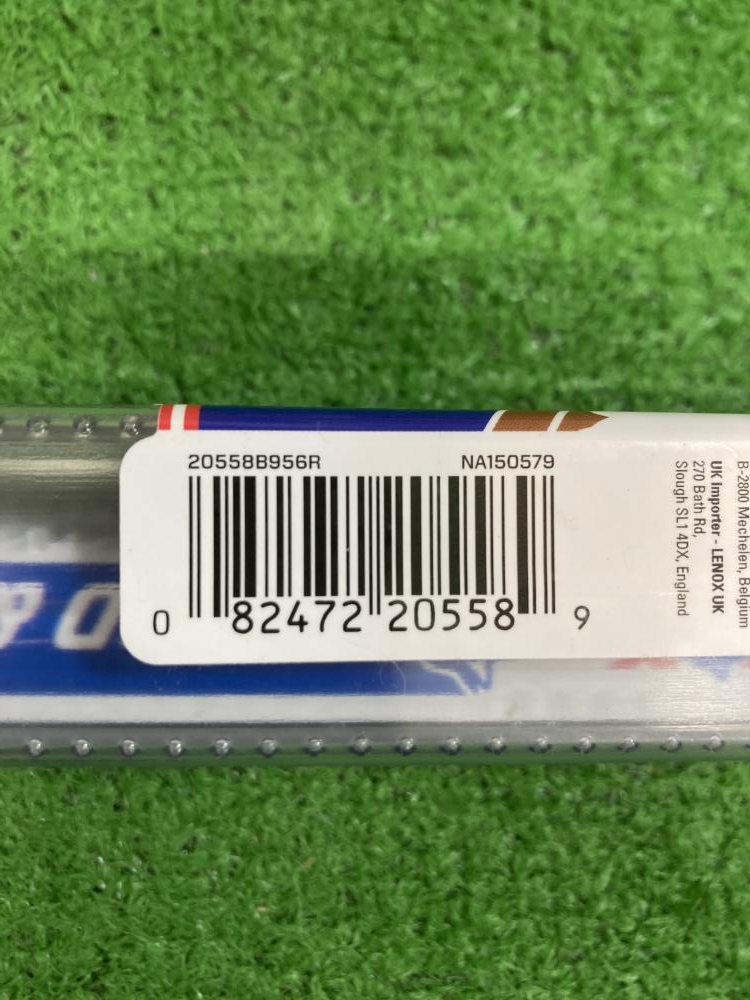 20558B956R NA150579
0 82472 20558 9
B-2800 Mechelen, Belgium
UK Importer - LENOX UK
270 Bath Rd,
Slough SL1 4DX, England